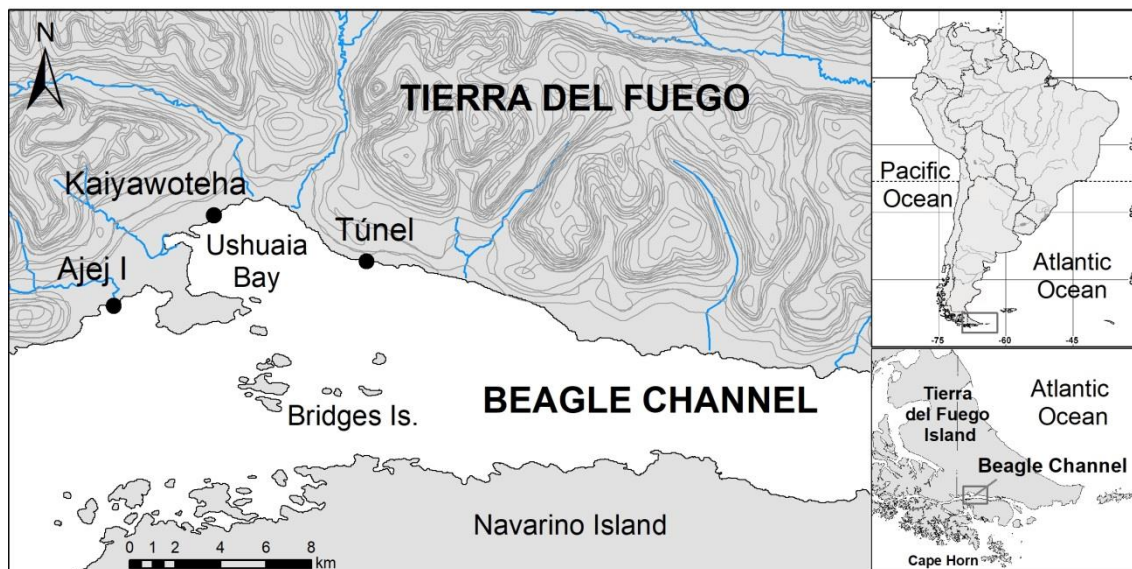 N
TIERRA DEL FUEGO
Kaiyawoteha
Ushuaia
Bay
Túnel
Ajej I
Bridges Is.
BEAGLE CHANNEL
Navarino Island
0 1 2 4 6 8
km
Pacific
Ocean
Atlantic
Ocean
-75 -60 -45
Tierra
del Fuego
Island
Atlantic
Ocean
Beagle Channel
Cape Horn